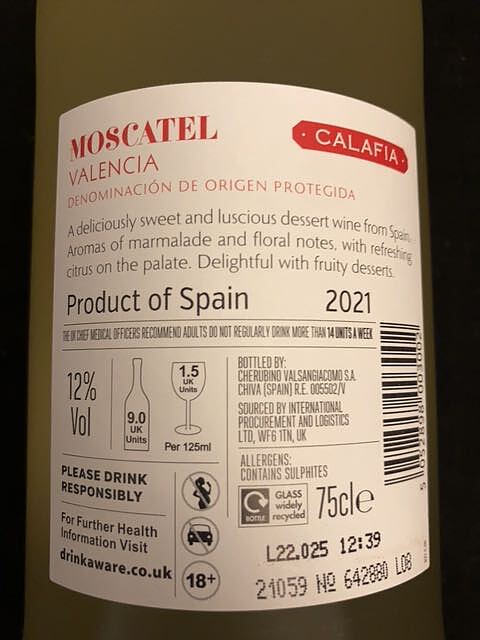 MOSCATEL
CALAFIA
VALENCIA
DENOMINACIÓN DE ORIGEN PROTEGIDA
A deliciously sweet and luscious dessert wine from Spain.
Aromas of marmalade and floral notes, with refreshing
citrus on the palate. Delightful with fruity desserts.
Product of Spain 2021
THE UK CHIEF MEDICAL OFFICERS RECOMMEND ADULTS DO NOT REGULARLY DRINK MORE THAN 14 UNITS A WEEK
12%
Vol
9.0
UK
Units
1.5
UK
Units
Per 125ml
BOTTLED BY:
CHERUBINO VALSANGIACOMO S.A.
CHIVA (SPAIN) R.E. 005502/V
SOURCED BY INTERNATIONAL
PROCUREMENT AND LOGISTICS
LTD, WF6 1TN, UK
ALLERGENS:
CONTAINS SULPHITES
PLEASE DRINK
RESPONSIBLY
For Further Health
Information Visit
drinkaware.co.uk
18+
BOTTLE
GLASS
widely
recycled
75cl e
L22.025 12:39
21059 Nº 642880 L08